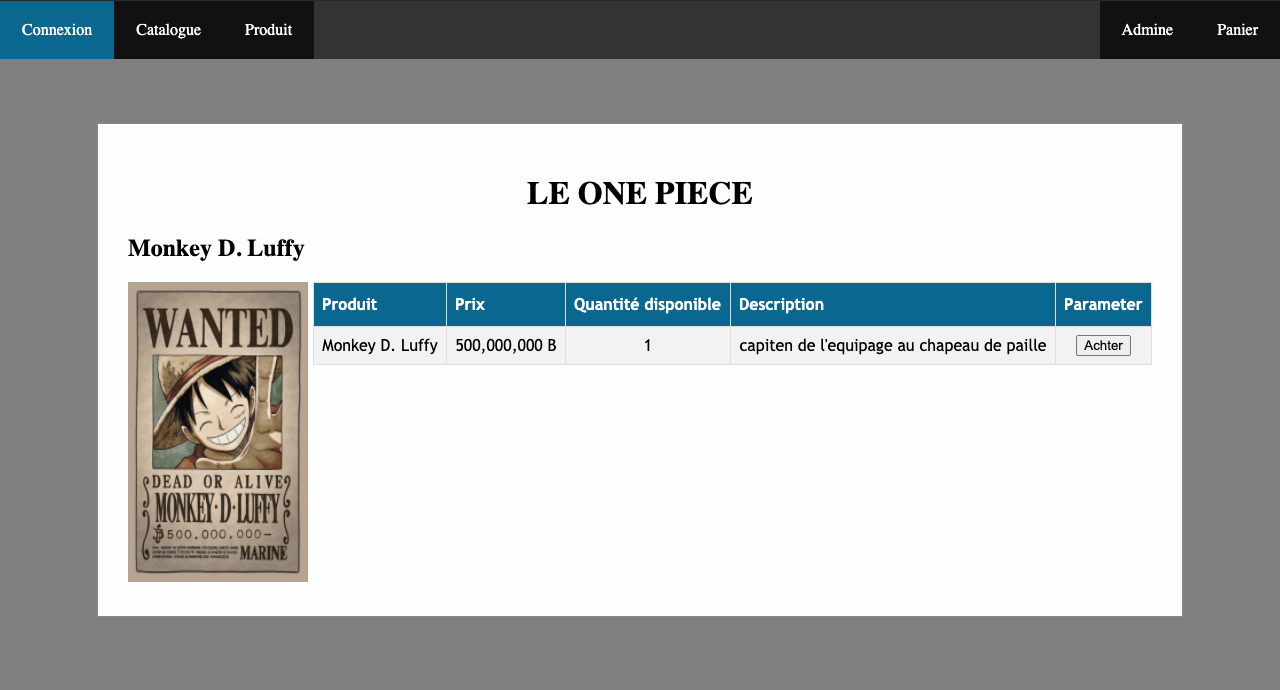 Connexion Catalogue Produit Admine Panier
LE ONE PIECE
Monkey D. Luffy
Produit Prix Quantité disponible Description Parameter
Monkey D. Luffy 500,000,000 B 1 capiten de l'equipage au chapeau de paille Achter
WANTED
DEAD OR ALIVE
MONKEY·D·LUFFY
฿500,000,000-
MARINE